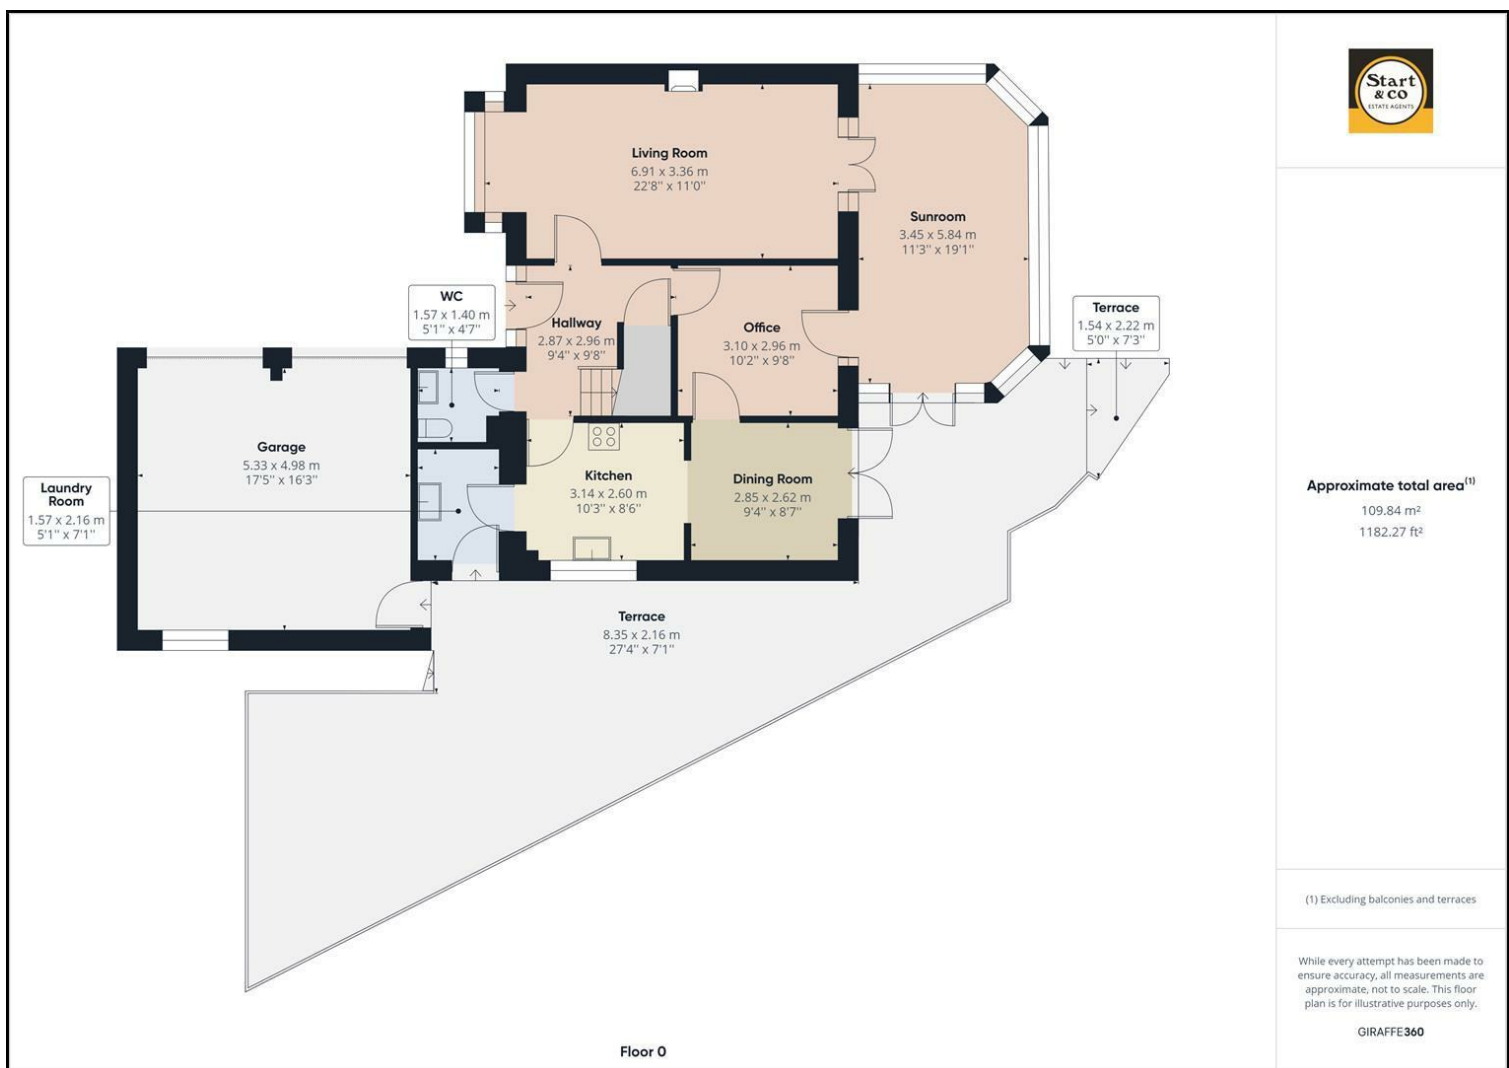 Start
& CO
ESTATE AGENTS
Living Room
6.91 x 3.36 m
22'8" x 11'0"
Sunroom
3.45 x 5.84 m
11'3" x 19'1"
WC
1.57 x 1.40 m
5'1" x 4'7"
Hallway
2.87 x 2.96 m
9'4" x 9'8"
Office
3.10 x 2.96 m
10'2" x 9'8"
Terrace
1.54 x 2.22 m
5'0" x 7'3"
Garage
5.33 x 4.98 m
17'5" x 16'3"
Laundry
Room
1.57 x 2.16 m
5'1" x 7'1"
Kitchen
3.14 x 2.60 m
10'3" x 8'6"
Dining Room
2.85 x 2.62 m
9'4" x 8'7"
Terrace
8.35 x 2.16 m
27'4" x 7'1"
Floor 0
Approximate total area(1)
109.84 m²
1182.27 ft²
(1) Excluding balconies and terraces
While every attempt has been made to
ensure accuracy, all measurements are
approximate, not to scale. This floor
plan is for illustrative purposes only.
GIRAFFE360